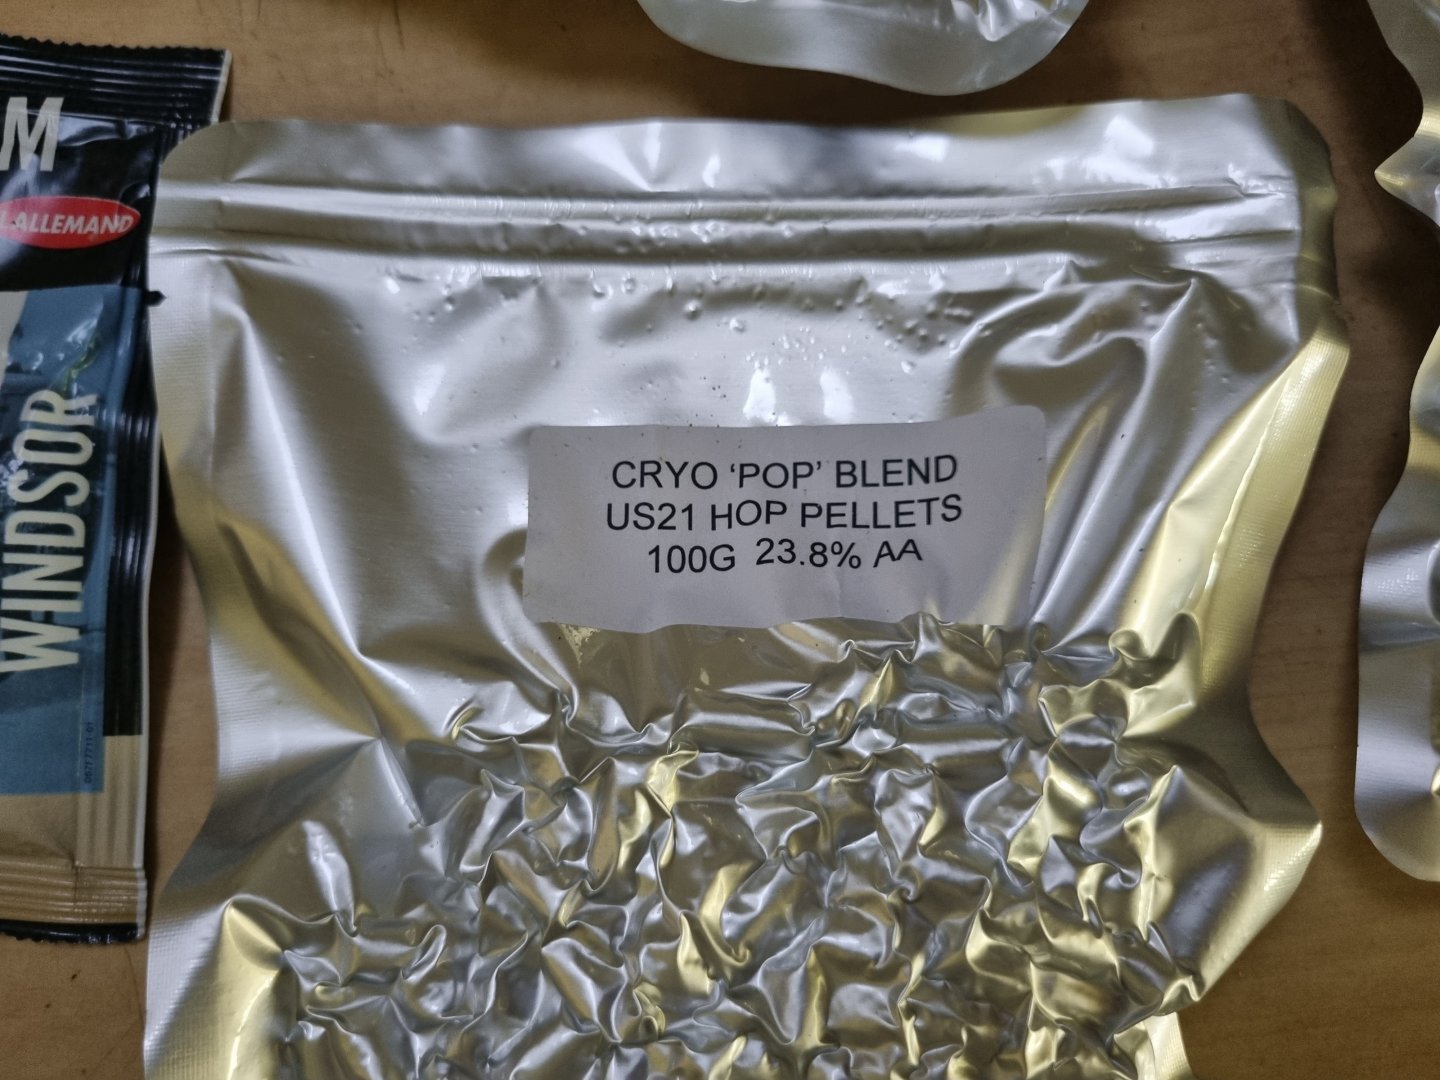 M
LALLEMAND
WINDSOR
CRYO ‘POP’ BLEND
US21 HOP PELLETS
100G 23.8% AA